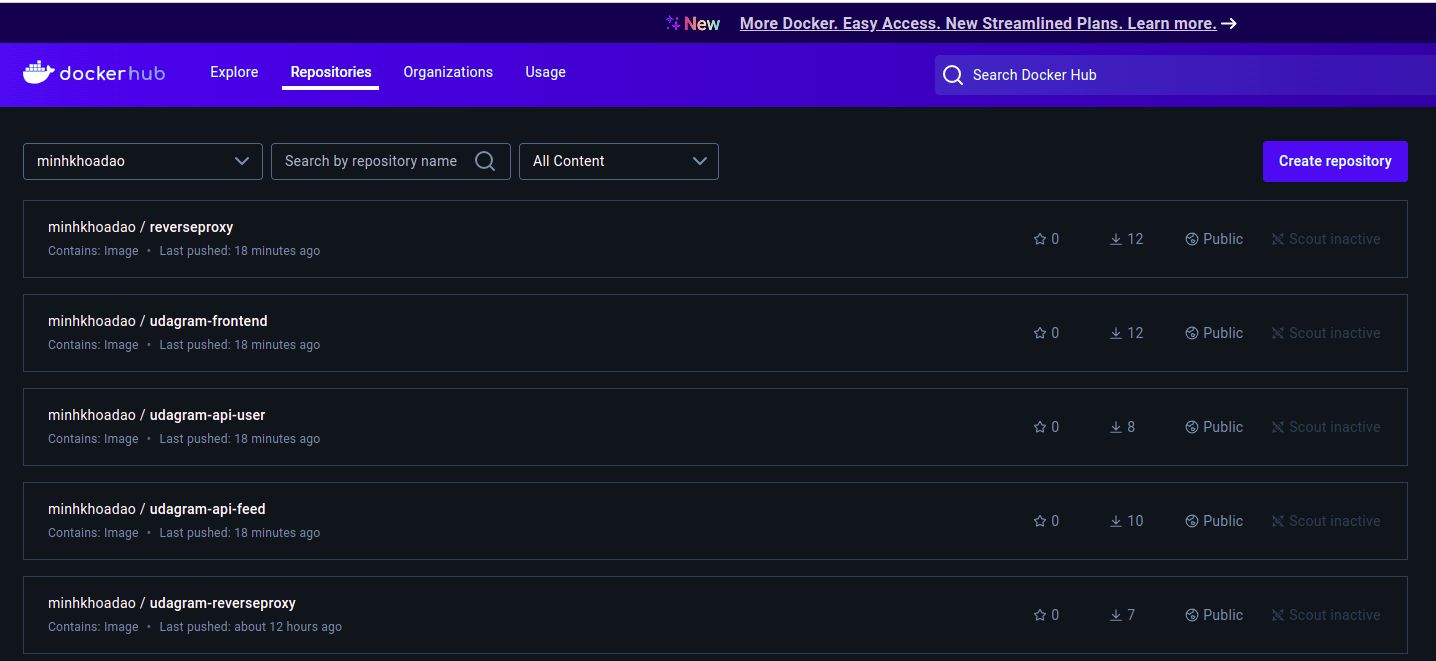 New More Docker. Easy Access. New Streamlined Plans. Learn more.
dockerhub Explore Repositories Organizations Usage Search Docker Hub
minhkhoadao Search by repository name All Content Create repository
minhkhoadao / reverseproxy
Contains: Image • Last pushed: 18 minutes ago
0 12 Public Scout inactive
minhkhoadao / udagram-frontend
Contains: Image • Last pushed: 18 minutes ago
0 12 Public Scout inactive
minhkhoadao / udagram-api-user
Contains: Image • Last pushed: 18 minutes ago
0 8 Public Scout inactive
minhkhoadao / udagram-api-feed
Contains: Image • Last pushed: 18 minutes ago
0 10 Public Scout inactive
minhkhoadao / udagram-reverseproxy
Contains: Image • Last pushed: about 12 hours ago
0 7 Public Scout inactive